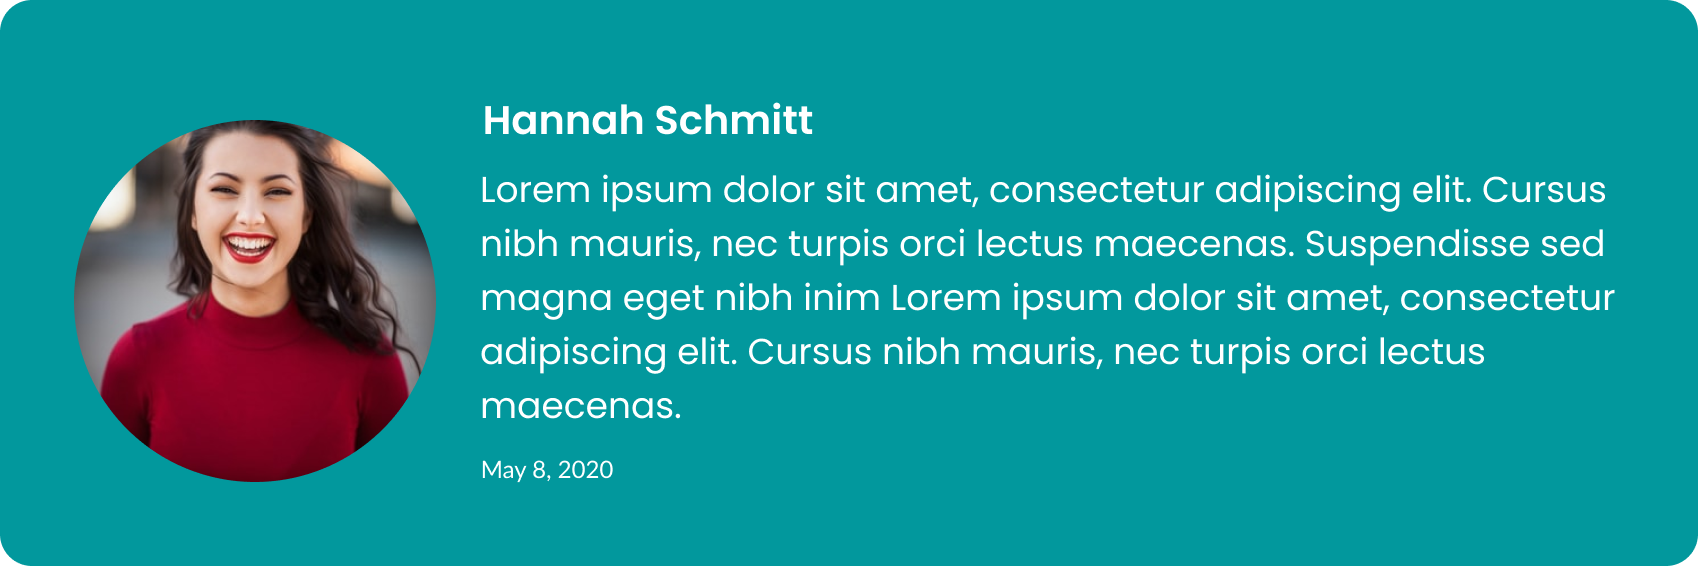 Hannah Schmitt
Lorem ipsum dolor sit amet, consectetur adipiscing elit. Cursus
nibh mauris, nec turpis orci lectus maecenas. Suspendisse sed
magna eget nibh inim Lorem ipsum dolor sit amet, consectetur
adipiscing elit. Cursus nibh mauris, nec turpis orci lectus
maecenas.
May 8, 2020